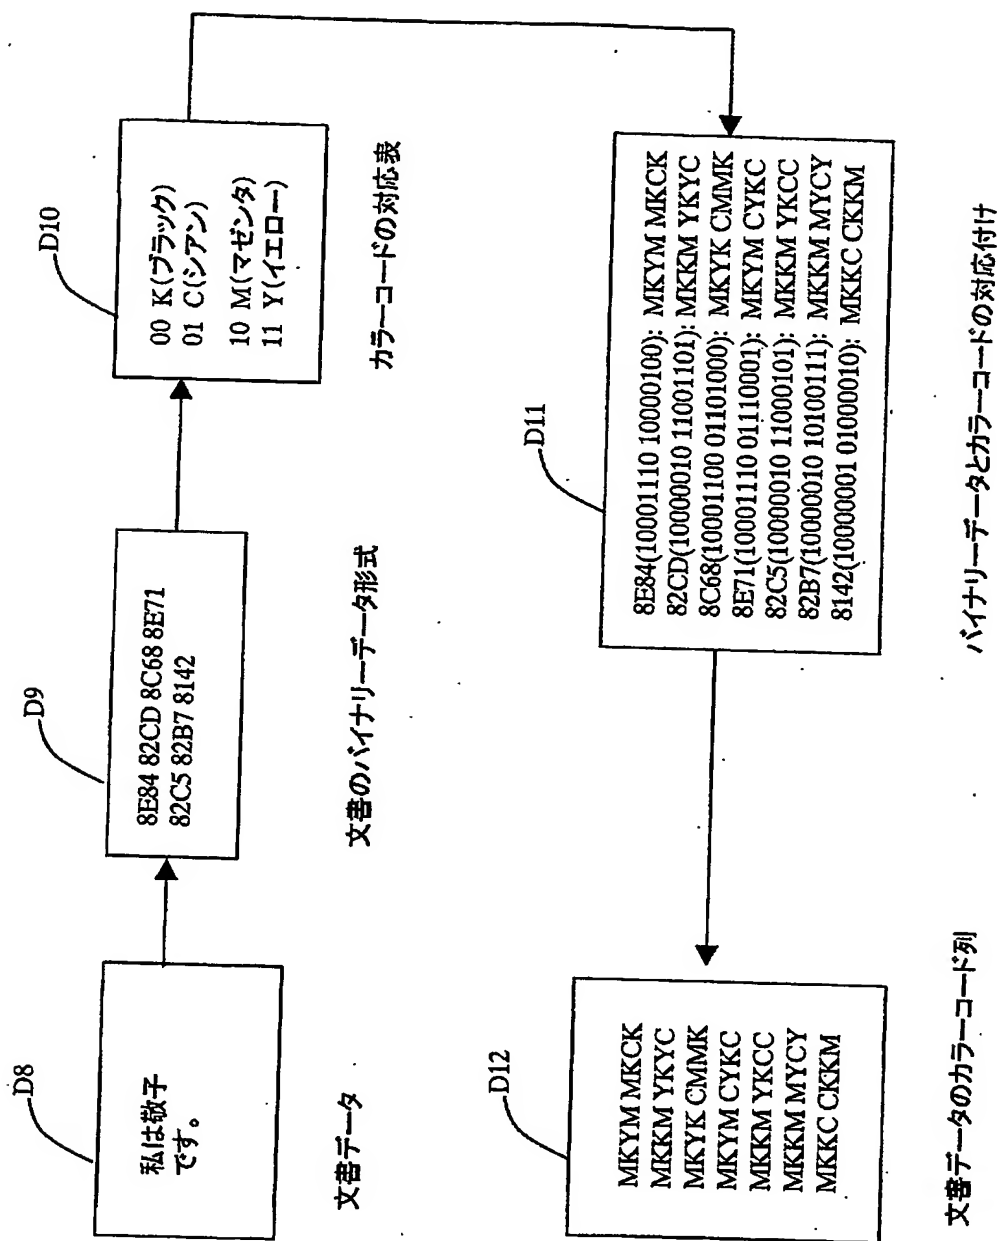 D8
私は敬子
です。
文書データ
D9
8E84 82CD 8C68 8E71
82C5 82B7 8142
文書のバイナリーデータ形式
D10
00 K(ブラック)
01 C(シアン)
10 M(マゼンタ)
11 Y(イエロー)
カラーコードの対応表
D12
MKYM MKCK
MKKM YKYC
MKYK CMMK
MKYM CYKC
MKKM YKCC
MKKM MYCY
MKKC CKKM
文書データのカラーコード列
D11
8E84(10001110 10000100): MKYM MKCK
82CD(10000010 11001101): MKKM YKYC
8C68(10001100 01101000): MKYK CMMK
8E71(10001110 01110001): MKYM CYKC
82C5(10000010 11000101): MKKM YKCC
82B7(10000010 10100111): MKKM MYCY
8142(10000001 01000010): MKKC CKKM
バイナリーデータとカラーコードの対応付け